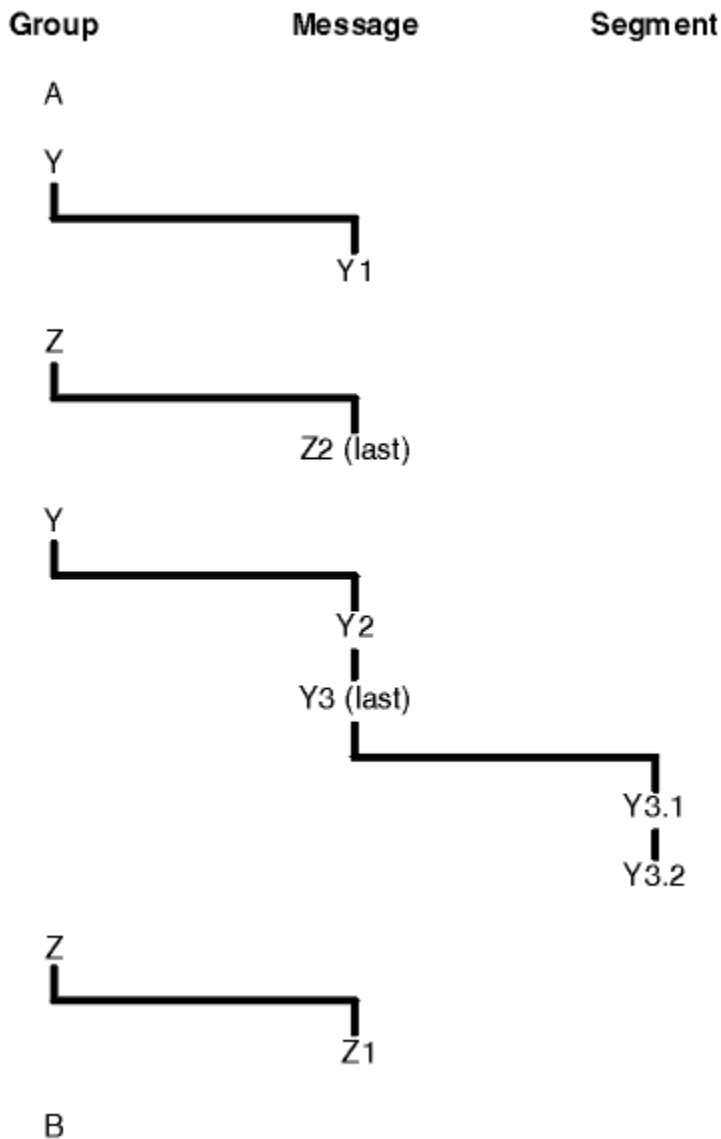 Group Message Segment
A
Y
Y1
Z
Z2 (last)
Y
Y2
Y3 (last)
Y3.1
Y3.2
Z
Z1
B